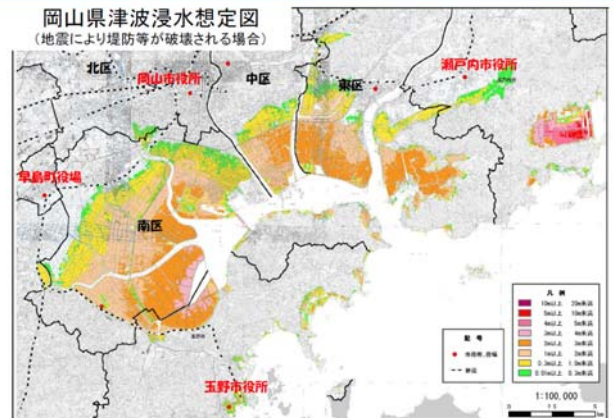 岡山県津波浸水想定図
(地震により堤防等が破壊される場合)
北区
岡山市役所
中区
東区
瀬戸内市役所
早島町役場
南区
玉野市役所
凡 例
10m以上 20m未満
5m以上 10m未満
4m以上 5m未満
3m以上 4m未満
2m以上 3m未満
1m以上 2m未満
0.3m以上 1.0m未満
0.01m以上 0.3m未満
記 号
1:100,000
0 2.5 5